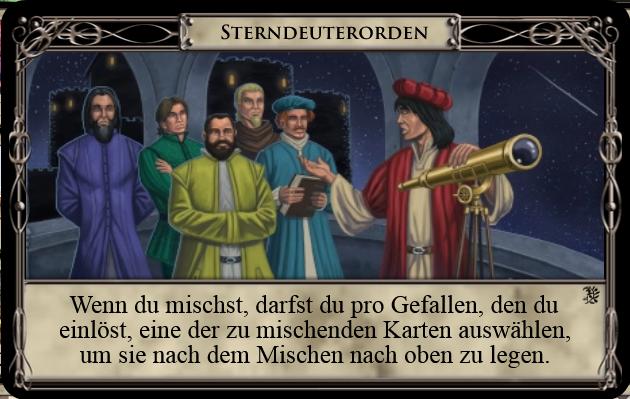 Sterndeuterorden
Wenn du mischst, darfst du pro Gefallen, den du
einlöst, eine der zu mischenden Karten auswählen,
um sie nach dem Mischen nach oben zu legen.